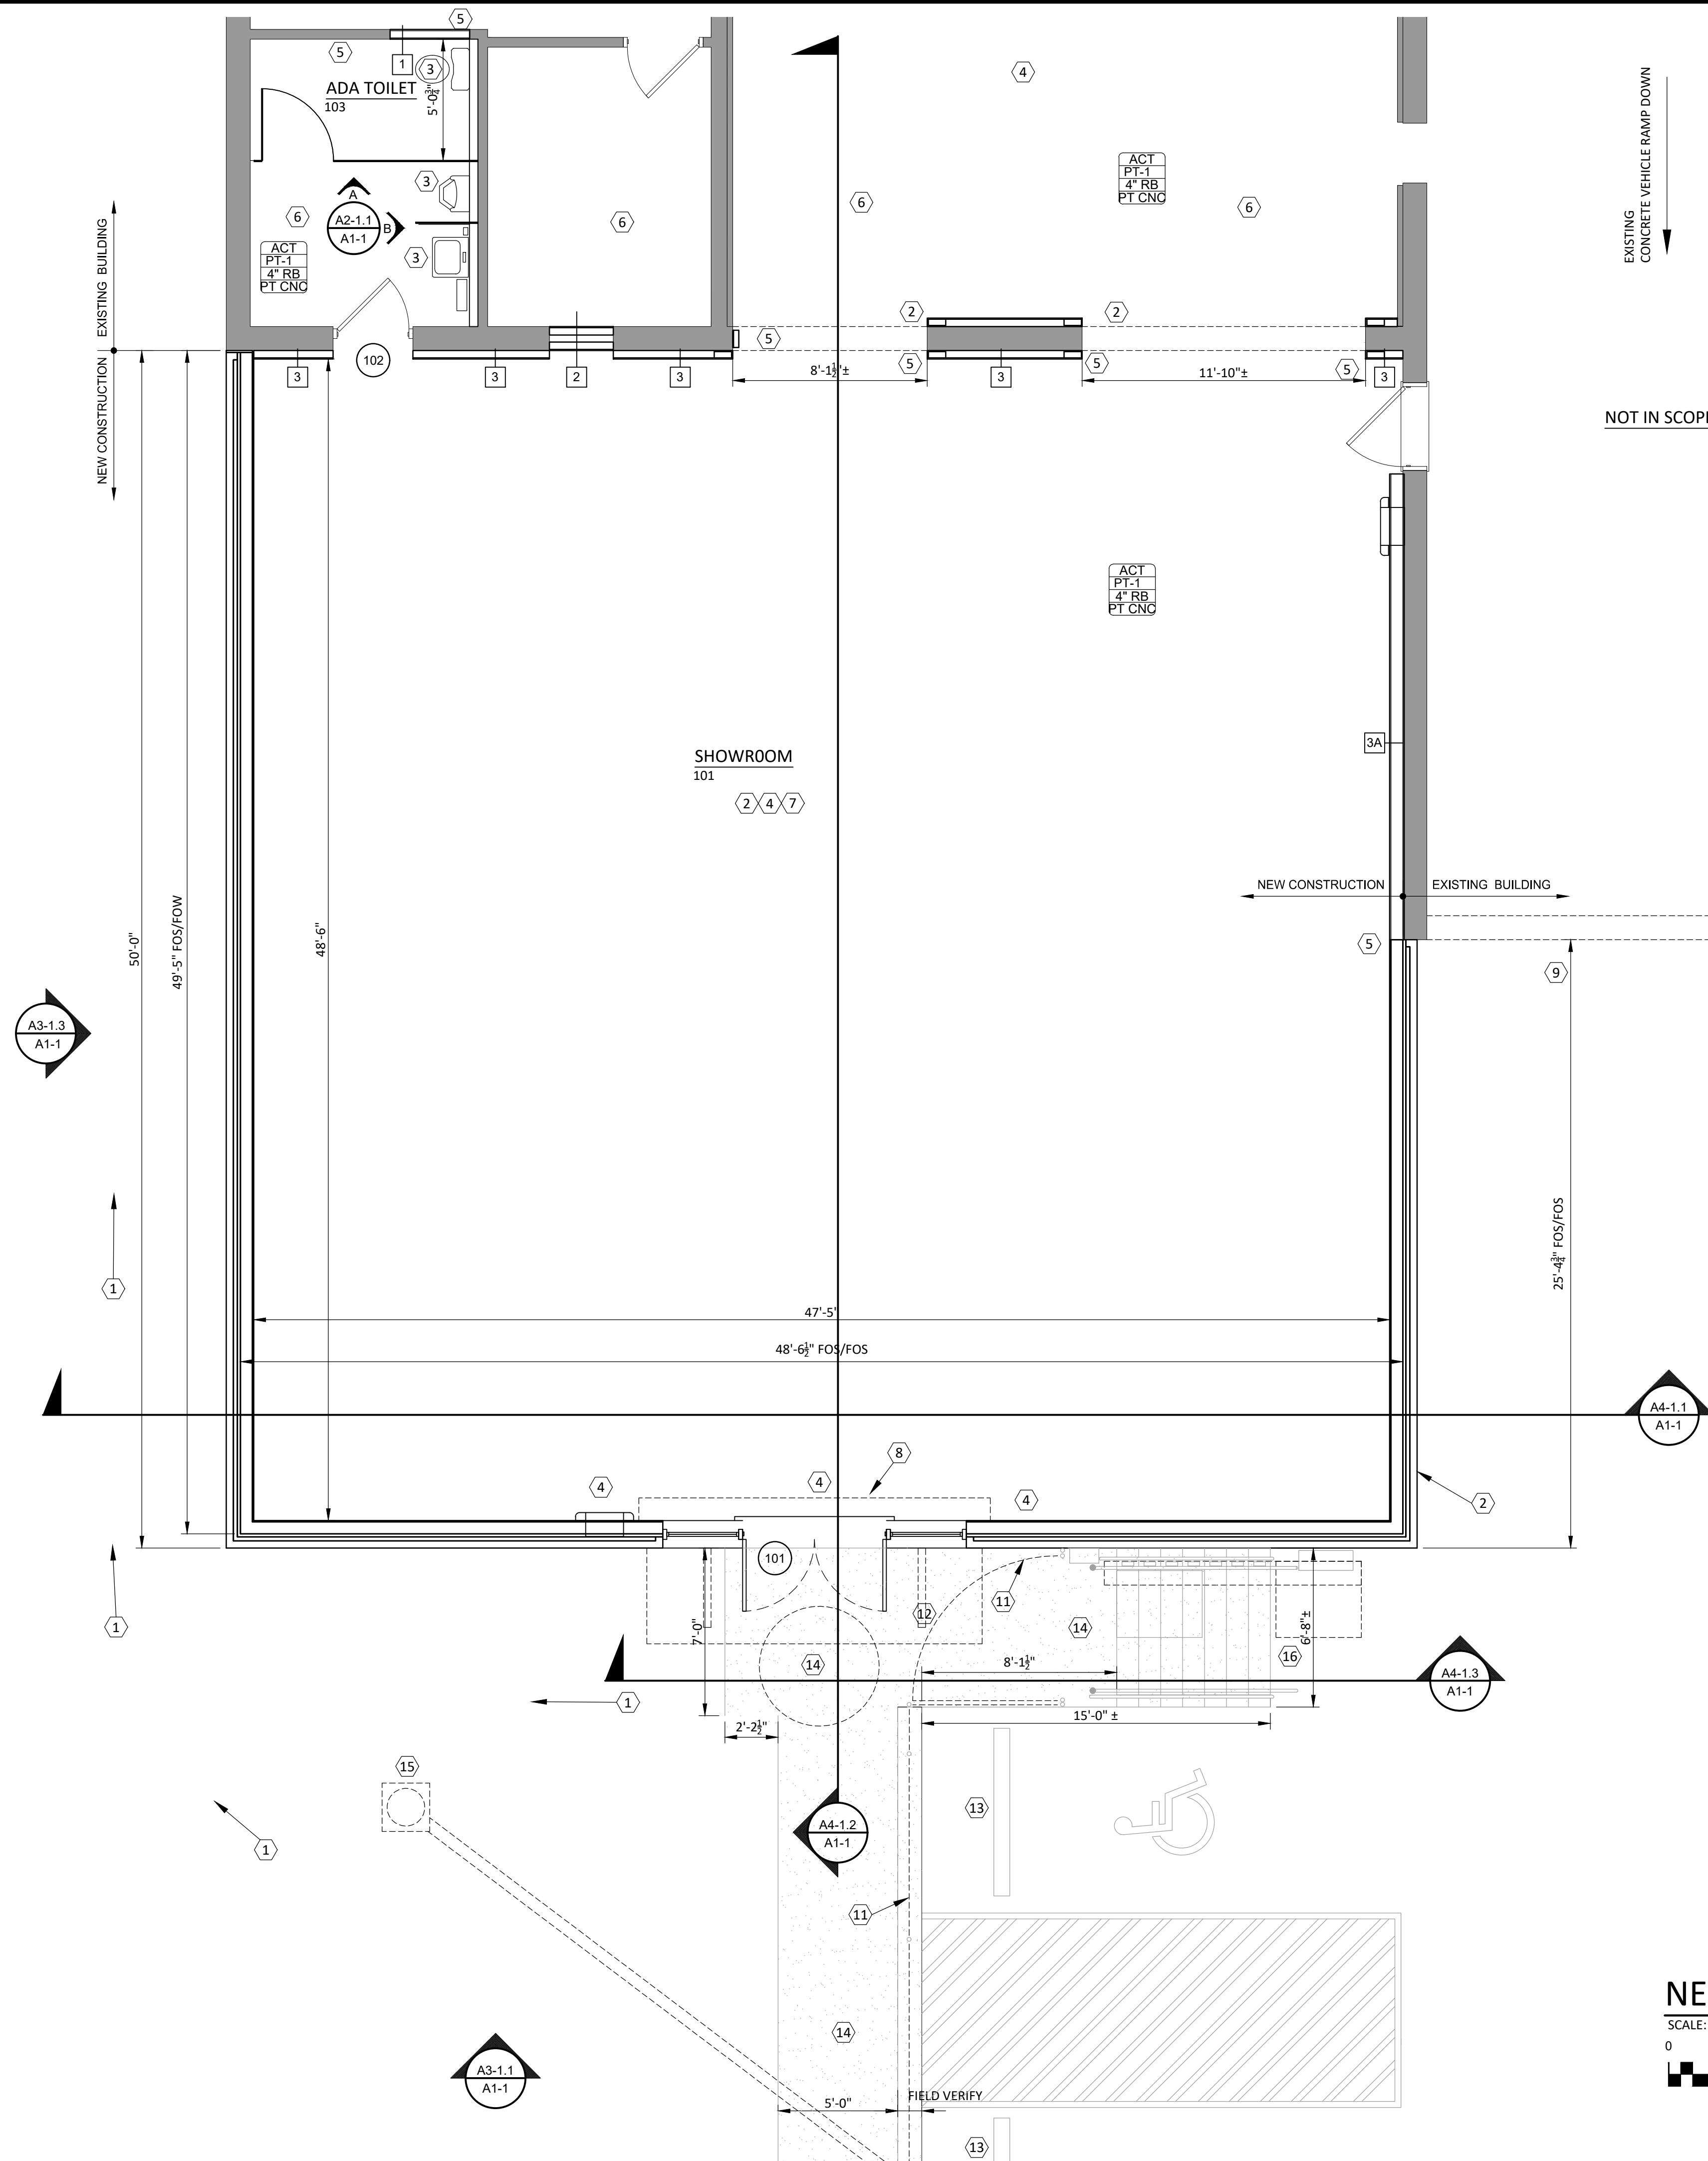 5
5
1
3
4
ADA TOILET
103
5'-0¾"
EXISTING
CONCRETE VEHICLE RAMP DOWN
ACT
PT-1
4" RB
PT CNC
3
A
A2-1.1
A1-1
B
6
6
6
6
3
ACT
PT-1
4" RB
PT CNC
EXISTING BUILDING
NEW CONSTRUCTION
2
2
5
102
5
5
5
3
3
2
3
8'-1½"±
3
11'-10"±
3
NOT IN SCOPE
ACT
PT-1
4" RB
PT CNC
3A
SHOWR0OM
101
2
4
7
NEW CONSTRUCTION
EXISTING BUILDING
50'-0"
49'-5" FOS/FOW
48'-6"
5
9
A3-1.3
A1-1
25'-4¾" FOS/FOS
1
47'-5"
48'-6½" FOS/FOS
A4-1.1
A1-1
8
4
4
4
2
101
1
11
12
14
7'-0"
6'-8"±
14
8'-1½"
16
A4-1.3
A1-1
1
2'-2½"
15'-0" ±
15
13
1
A4-1.2
A1-1
11
14
NE
SCALE:
0
A3-1.1
A1-1
5'-0"
FIELD VERIFY
13